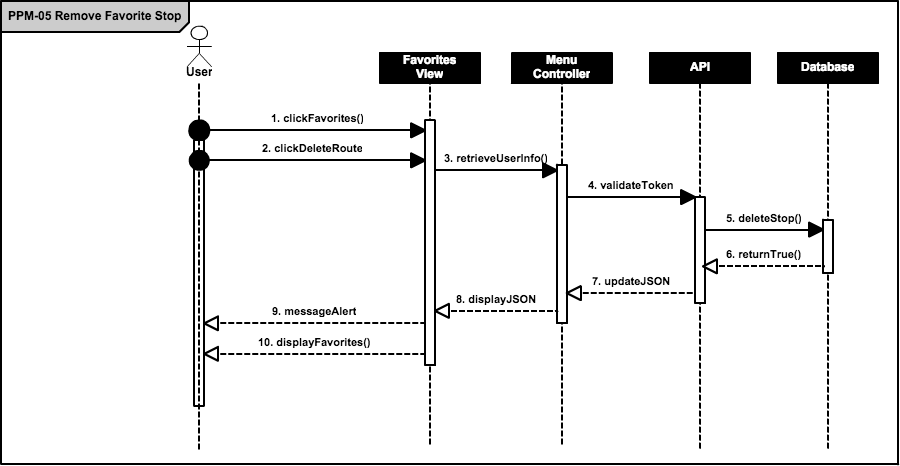 PPM-05 Remove Favorite Stop
User
Favorites
View
Menu
Controller
API
Database
1. clickFavorites()
2. clickDeleteRoute
3. retrieveUserInfo()
4. validateToken
5. deleteStop()
6. returnTrue()
7. updateJSON
8. displayJSON
9. messageAlert
10. displayFavorites()